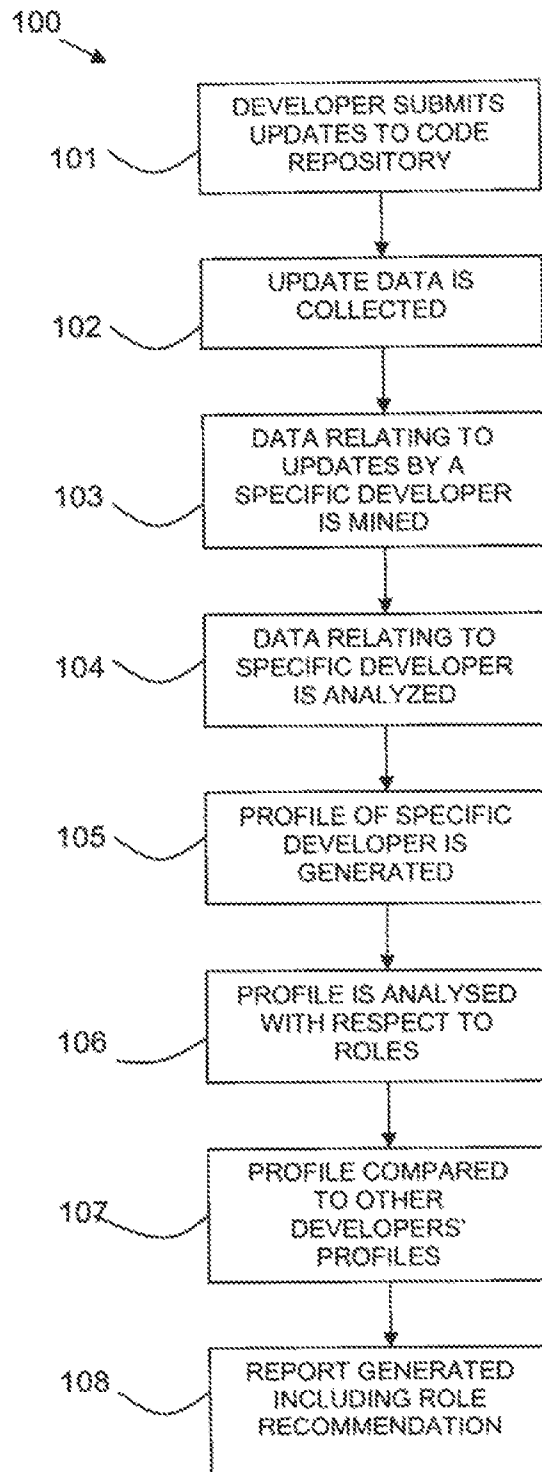 100
101
DEVELOPER SUBMITS
UPDATES TO CODE
REPOSITORY
102
UPDATE DATA IS
COLLECTED
103
DATA RELATING TO
UPDATES BY A
SPECIFIC DEVELOPER
IS MINED
104
DATA RELATING TO
SPECIFIC DEVELOPER
IS ANALYZED
105
PROFILE OF SPECIFIC
DEVELOPER IS
GENERATED
106
PROFILE IS ANALYSED
WITH RESPECT TO
ROLES
107
PROFILE COMPARED
TO OTHER
DEVELOPERS'
PROFILES
108
REPORT GENERATED
INCLUDING ROLE
RECOMMENDATION